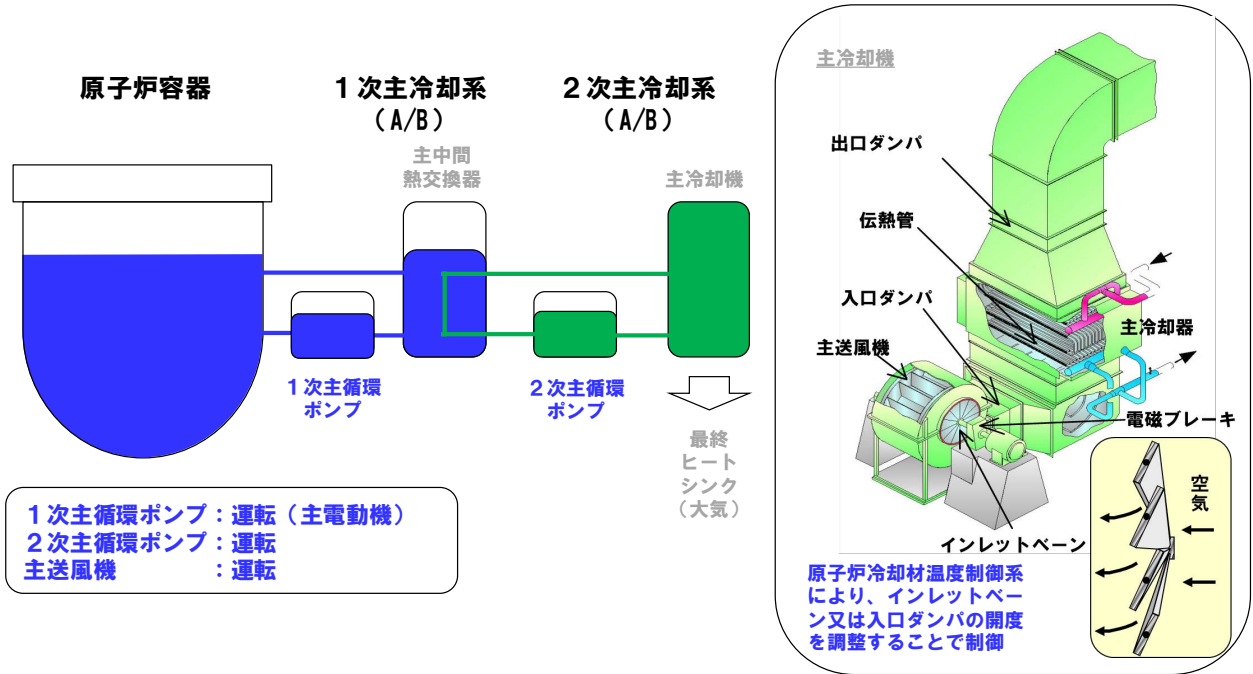 原子炉容器
１次主冷却系
（A/B）
２次主冷却系
（A/B）
主中間
熱交換器
主冷却機
１次主循環
ポンプ
２次主循環
ポンプ
最終
ヒート
シンク
（大気）
１次主循環ポンプ：運転（主電動機）
２次主循環ポンプ：運転
主送風機　　　　：運転
主冷却機
出口ダンパ
伝熱管
入口ダンパ
主冷却器
主送風機
電磁ブレーキ
インレットベーン
空気
原子炉冷却材温度制御系
により、インレットベー
ン又は入口ダンパの開度
を調整することで制御